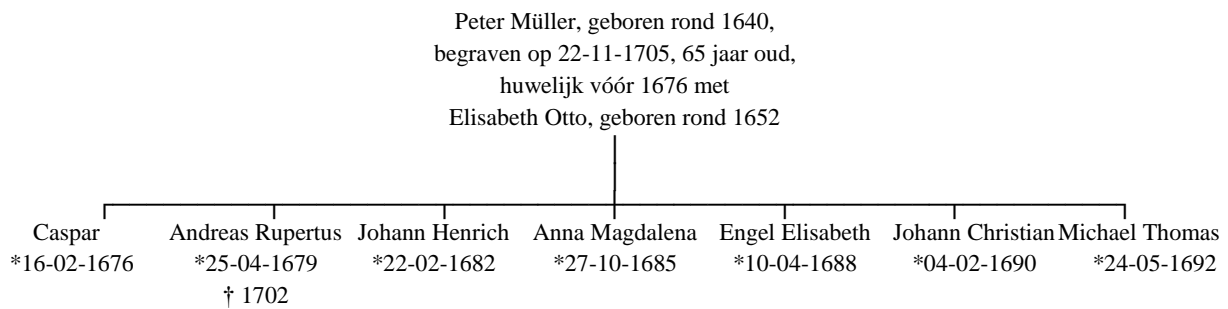 Peter Müller, geboren rond 1640,
begraven op 22-11-1705, 65 jaar oud,
huwelijk vóór 1676 met
Elisabeth Otto, geboren rond 1652
Caspar Andreas Rupertus Johann Henrich Anna Magdalena Engel Elisabeth Johann Christian Michael Thomas
*16-02-1676 *25-04-1679 *22-02-1682 *27-10-1685 *10-04-1688 *04-02-1690 *24-05-1692
† 1702